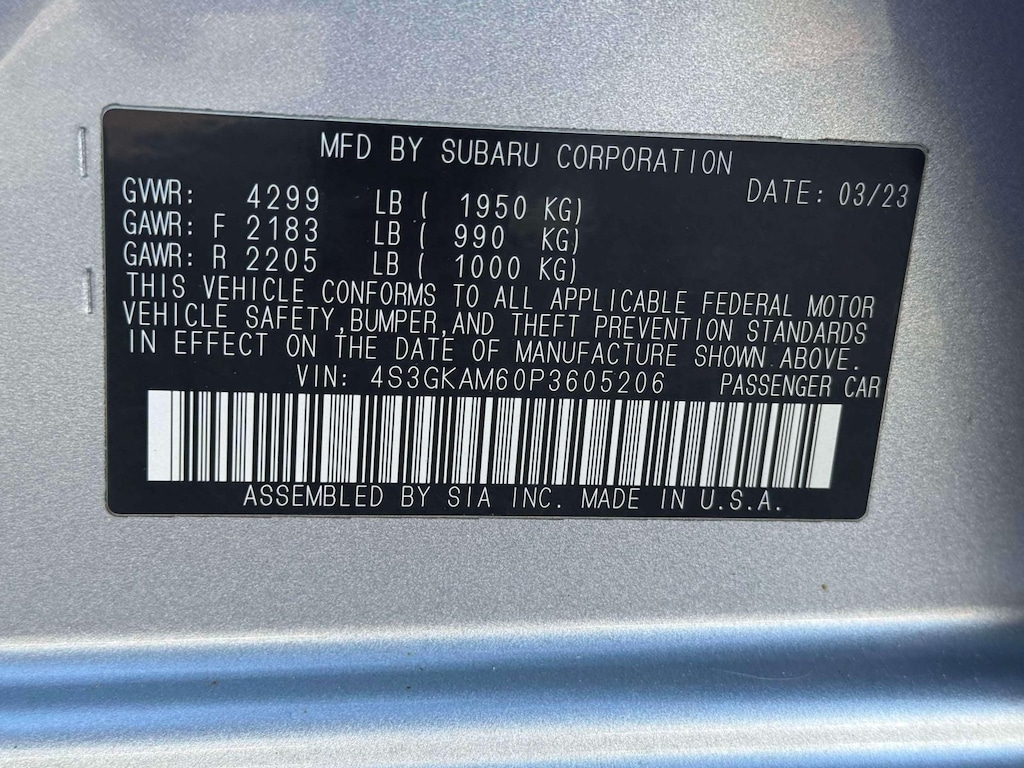 MFD BY SUBARU CORPORATION
DATE: 03/23
GVWR: 4299 LB ( 1950 KG)
GAWR: F 2183 LB ( 990 KG)
GAWR: R 2205 LB ( 1000 KG)
THIS VEHICLE CONFORMS TO ALL APPLICABLE FEDERAL MOTOR
VEHICLE SAFETY,BUMPER,AND THEFT PREVENTION STANDARDS
IN EFFECT ON THE DATE OF MANUFACTURE SHOWN ABOVE.
VIN: 4S3GKAM60P3605206 PASSENGER CAR
ASSEMBLED BY SIA INC. MADE IN U.S.A.